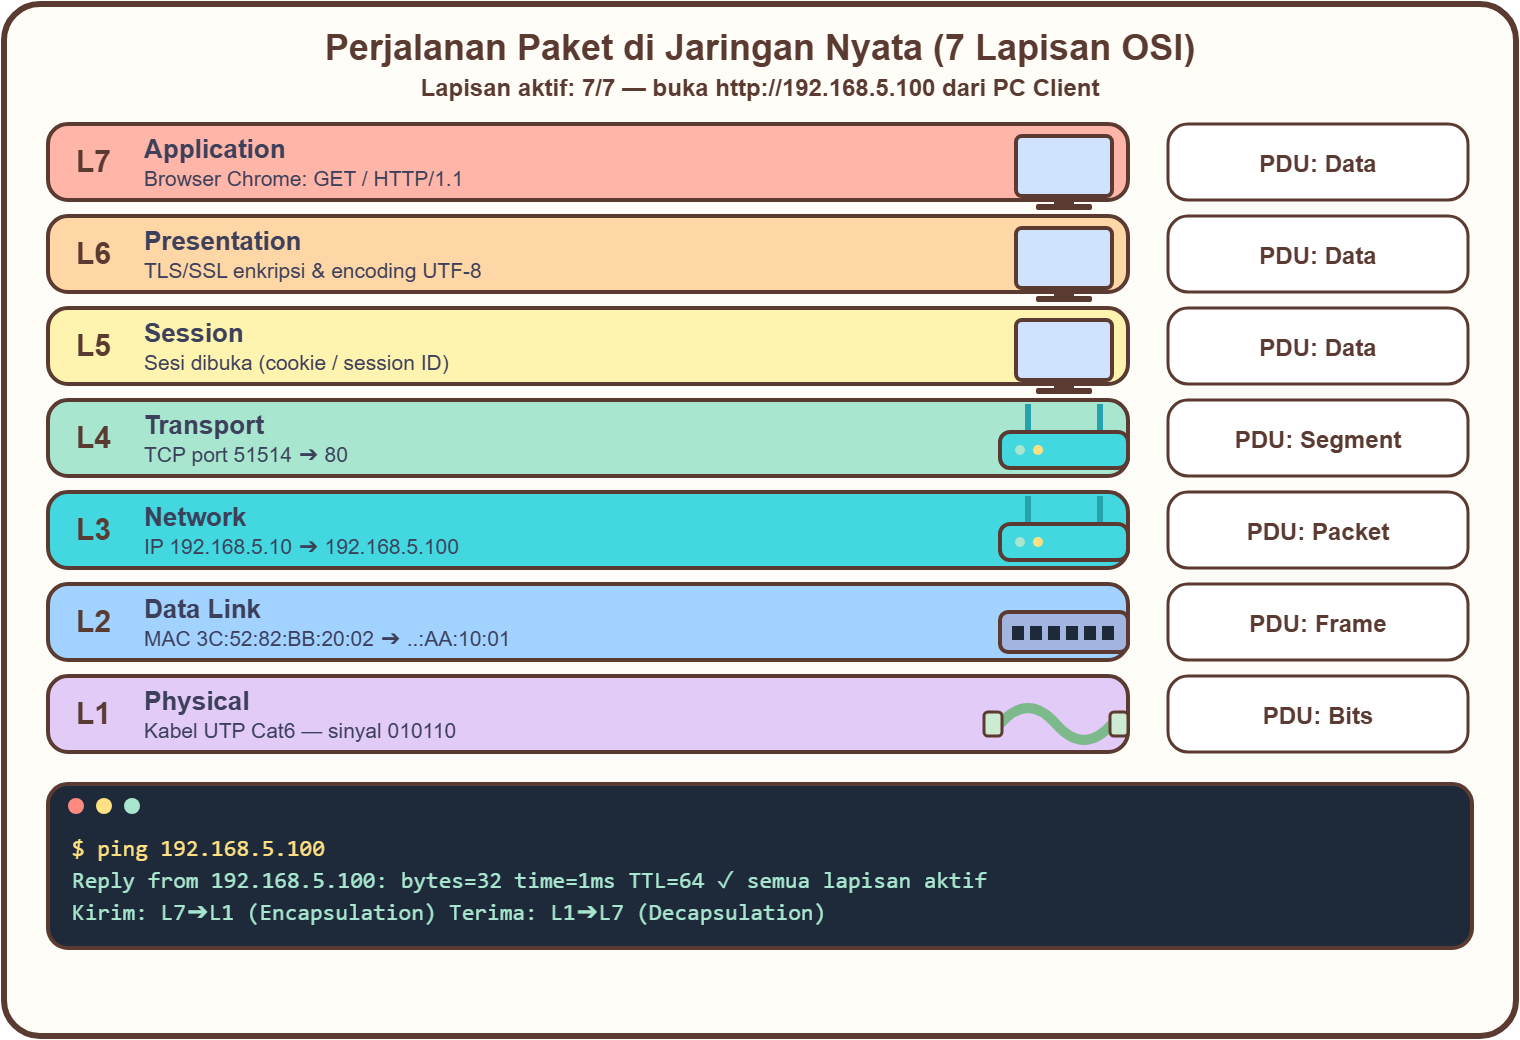 Perjalanan Paket di Jaringan Nyata (7 Lapisan OSI)
Lapisan aktif: 7/7 — buka http://192.168.5.100 dari PC Client
L7
Application
Browser Chrome: GET / HTTP/1.1
PDU: Data
L6
Presentation
TLS/SSL enkripsi & encoding UTF-8
PDU: Data
L5
Session
Sesi dibuka (cookie / session ID)
PDU: Data
L4
Transport
TCP port 51514 ➔ 80
PDU: Segment
L3
Network
IP 192.168.5.10 ➔ 192.168.5.100
PDU: Packet
L2
Data Link
MAC 3C:52:82:BB:20:02 ➔ ..:AA:10:01
PDU: Frame
L1
Physical
Kabel UTP Cat6 — sinyal 010110
PDU: Bits
$ ping 192.168.5.100
Reply from 192.168.5.100: bytes=32 time=1ms TTL=64 ✓ semua lapisan aktif
Kirim: L7➔L1 (Encapsulation) Terima: L1➔L7 (Decapsulation)